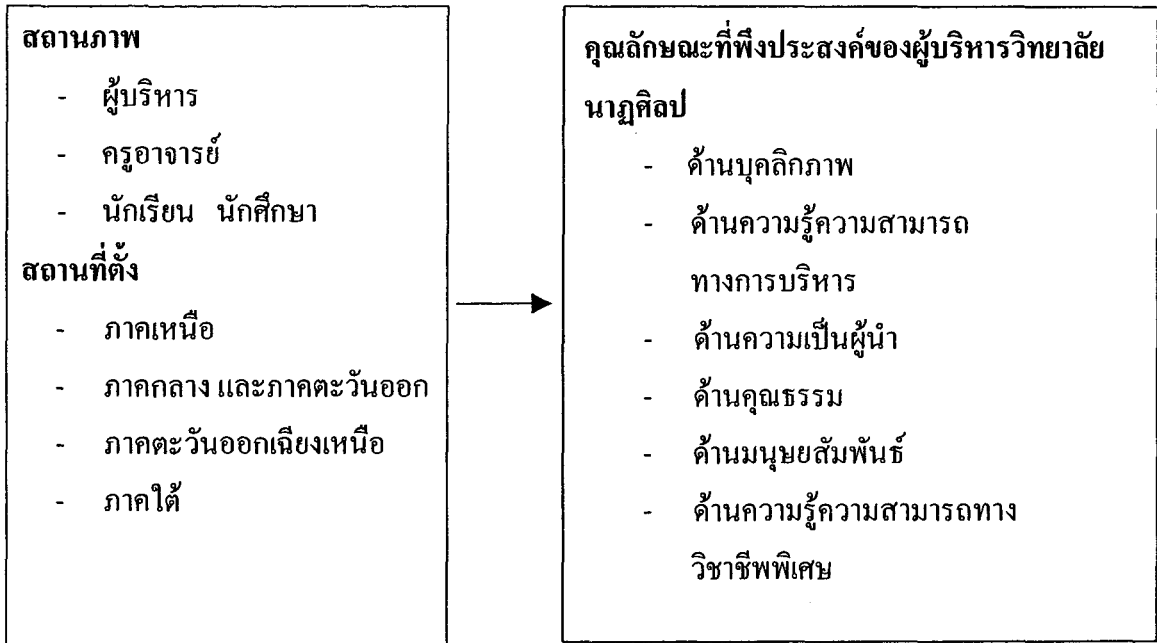 สถานภาพ
- ผู้บริหาร
- ครูอาจารย์
- นักเรียน นักศึกษา
สถานที่ตั้ง
- ภาคเหนือ
- ภาคกลาง และภาคตะวันออก
- ภาคตะวันออกเฉียงเหนือ
- ภาคใต้
คุณลักษณะที่พึงประสงค์ของผู้บริหารวิทยาลัย
นาฏศิลป
- ด้านบุคลิกภาพ
- ด้านความรู้ความสามารถ
ทางการบริหาร
- ด้านความเป็นผู้นำ
- ด้านคุณธรรม
- ด้านมนุษยสัมพันธ์
- ด้านความรู้ความสามารถทาง
วิชาชีพพิเศษ